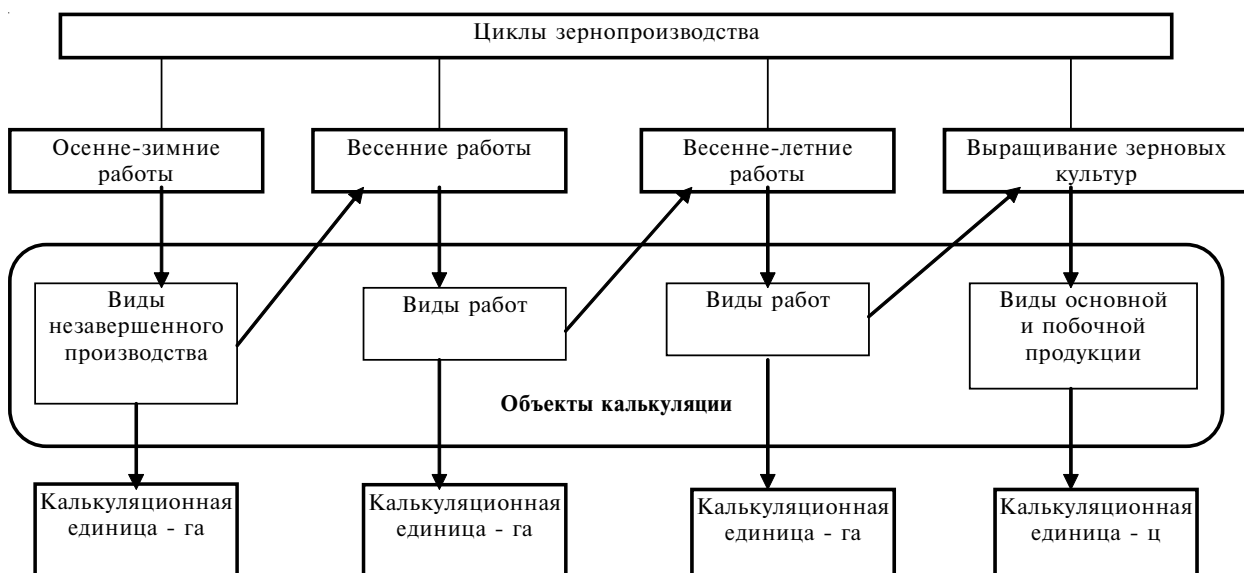 Циклы зернопроизводства
Осенне-зимние
работы
Весенние работы
Весенне-летние
работы
Выращивание зерновых
культур
Виды
незавершенного
производства
Виды работ
Виды работ
Виды основной
и побочной
продукции
Объекты калькуляции
Калькуляционная
единица - га
Калькуляционная
единица - га
Калькуляционная
единица - га
Калькуляционная
единица - ц